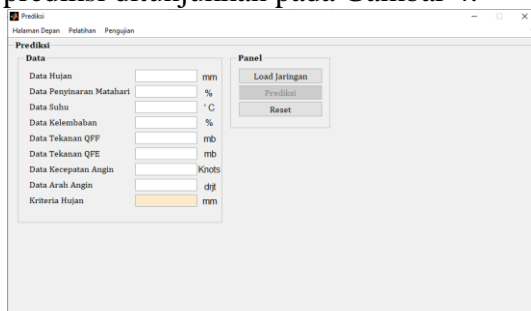 prediksi ditunjukkan pada Gambar 4.
Prediksi
Halaman Depan Pelatihan Pengujian
Prediksi
Data
Data Hujan mm
Data Penyinaran Matahari %
Data Suhu ' C
Data Kelembaban %
Data Tekanan QFF mb
Data Tekanan QFE mb
Data Kecepatan Angin Knots
Data Arah Angin drjt
Kriteria Hujan mm
Panel
Load Jaringan
Prediksi
Reset